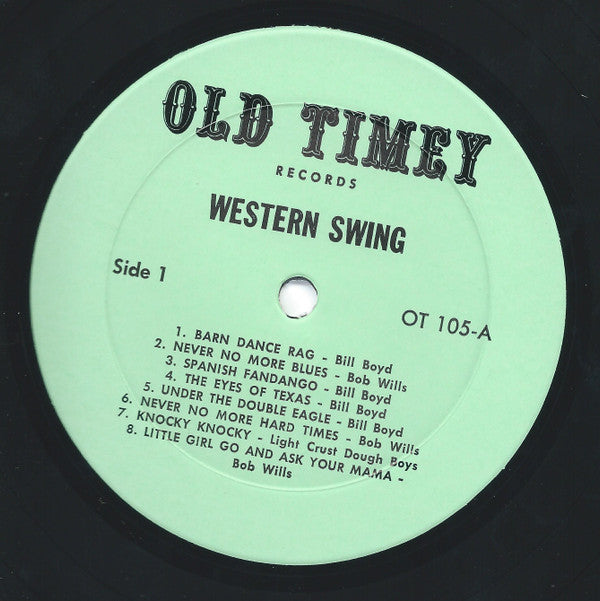 OLD TIMEY
RECORDS
WESTERN SWING
Side 1
OT 105-A
1. BARN DANCE RAG - Bill Boyd
2. NEVER NO MORE BLUES - Bob Wills
3. SPANISH FANDANGO - Bill Boyd
4. THE EYES OF TEXAS - Bill Boyd
5. UNDER THE DOUBLE EAGLE - Bill Boyd
6. NEVER NO MORE HARD TIMES - Bob Wills
7. KNOCKY KNOCKY - Light Crust Dough Boys
8. LITTLE GIRL GO AND ASK YOUR MAMA -
Bob Wills